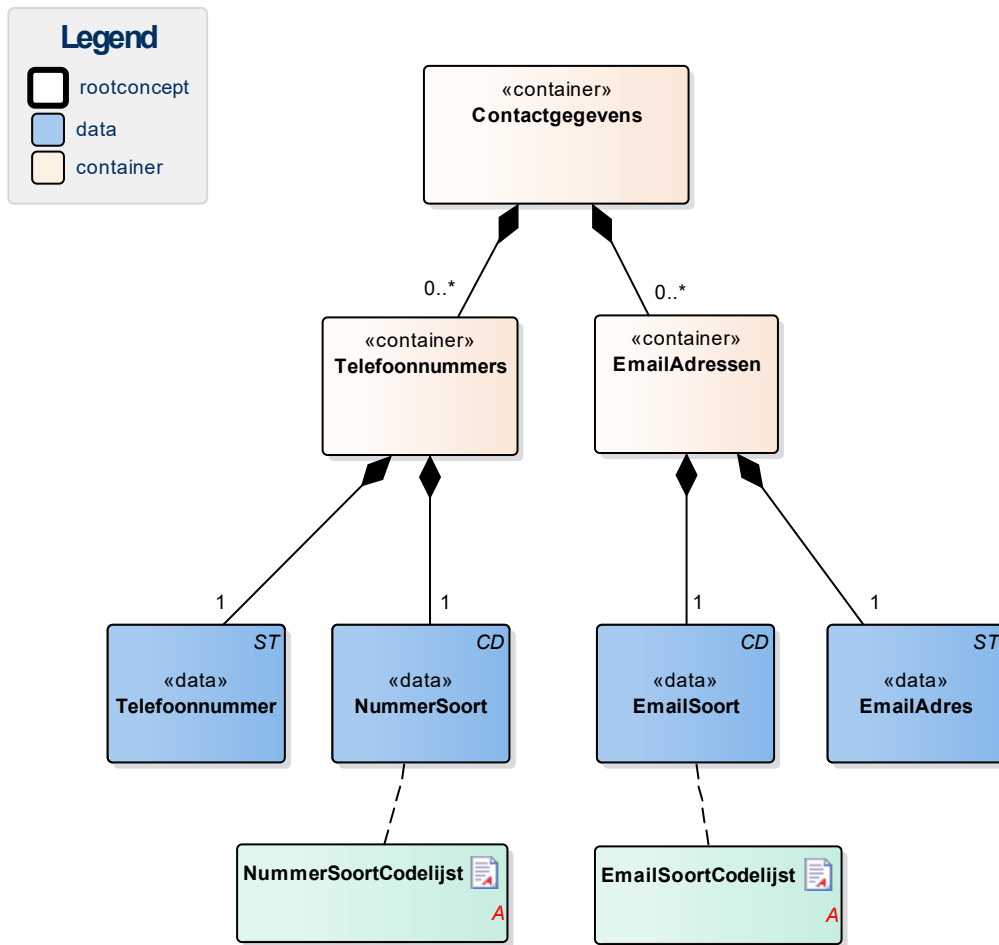 Legend
rootconcept
data
container
«container»
Contactgegevens
0..*
0..*
«container»
Telefoonnummers
«container»
EmailAdressen
1
1
1
1
ST
«data»
Telefoonnummer
CD
«data»
NummerSoort
CD
«data»
EmailSoort
ST
«data»
EmailAdres
NummerSoortCodelijst
A
EmailSoortCodelijst
A